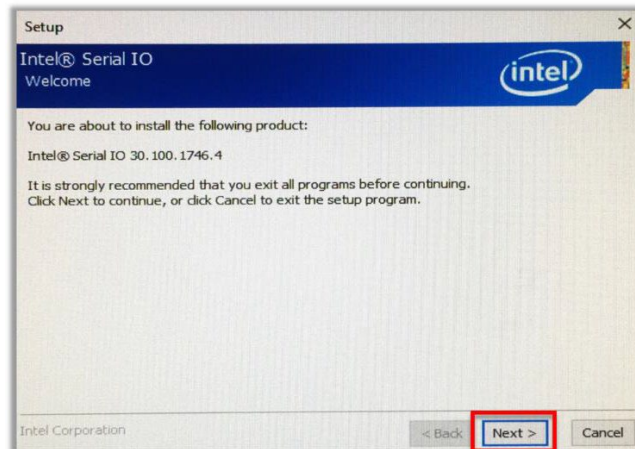 Setup
Intel® Serial IO
Welcome
intel
You are about to install the following product:
Intel® Serial IO 30.100.1746.4
It is strongly recommended that you exit all programs before continuing.
Click Next to continue, or click Cancel to exit the setup program.
Intel Corporation
< Back
Next >
Cancel